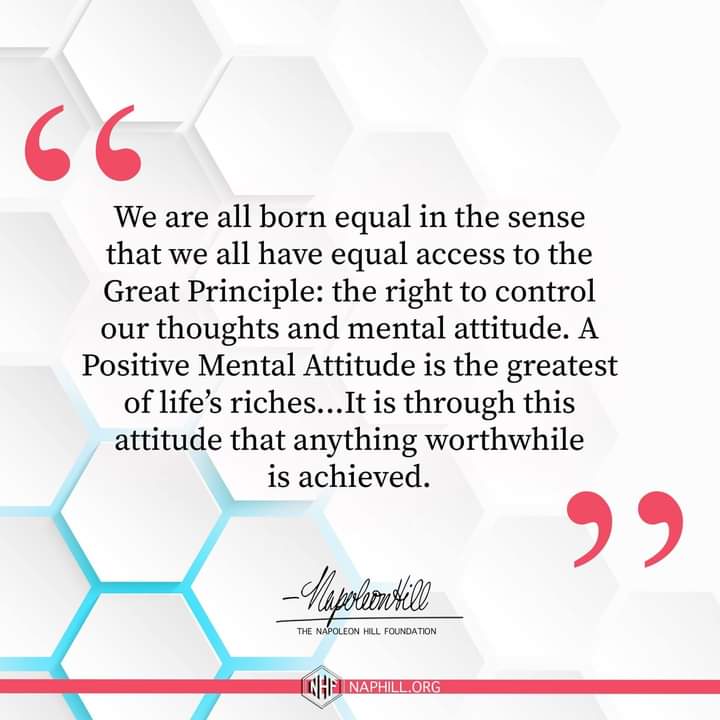 “
We are all born equal in the sense
that we all have equal access to the
Great Principle: the right to control
our thoughts and mental attitude. A
Positive Mental Attitude is the greatest
of life’s riches...It is through this
attitude that anything worthwhile
is achieved.
”
–Napoleon Hill
THE NAPOLEON HILL FOUNDATION
NHF NAPHILL.ORG